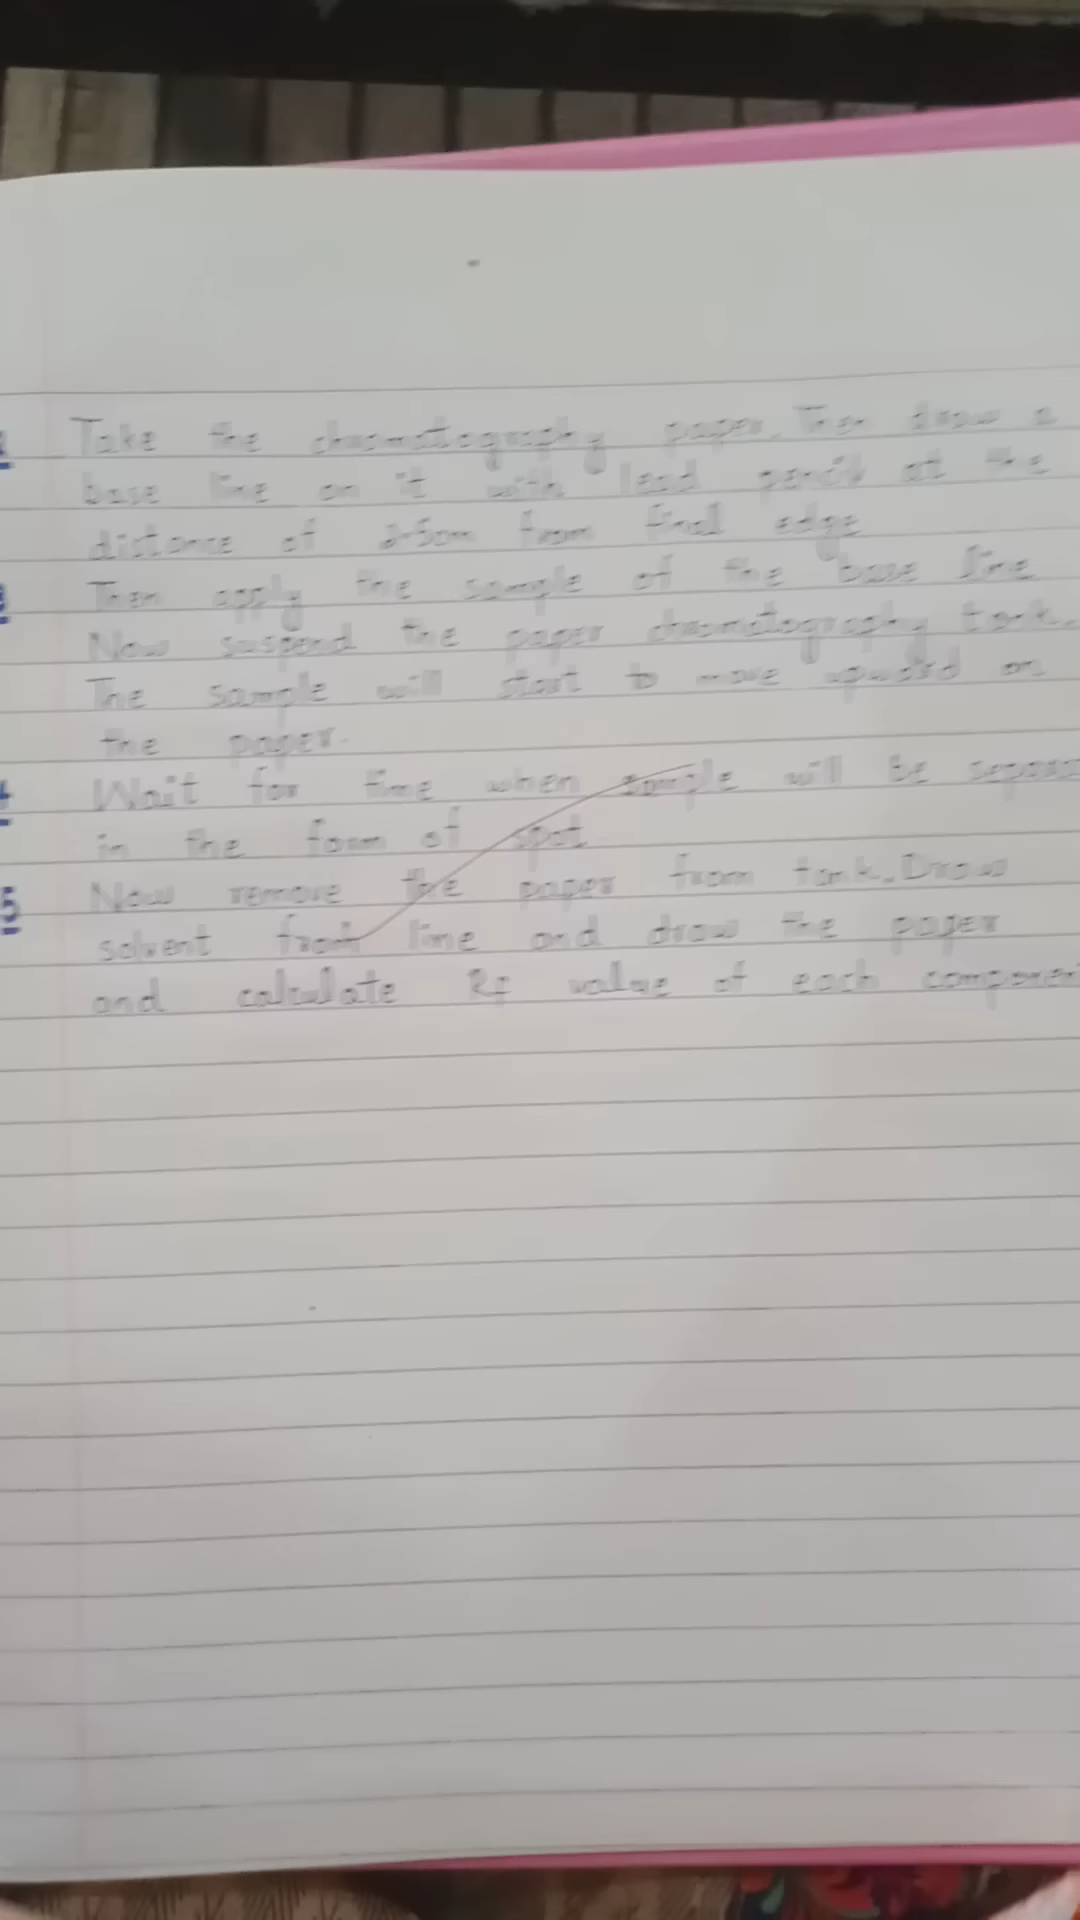 Take the chromatography paper. Then draw a
base line on it with lead pencil at the
distance of 2.5cm from final edge
Then apply the sample of the base line
Now suspend the paper chromatography tank.
The sample will start to move upward on
the paper.
4 Wait for time when sample will be
in the form of spot
5 Now remove the paper from tank. Draw
solvent front line and draw the paper
and calculate Rf value of each